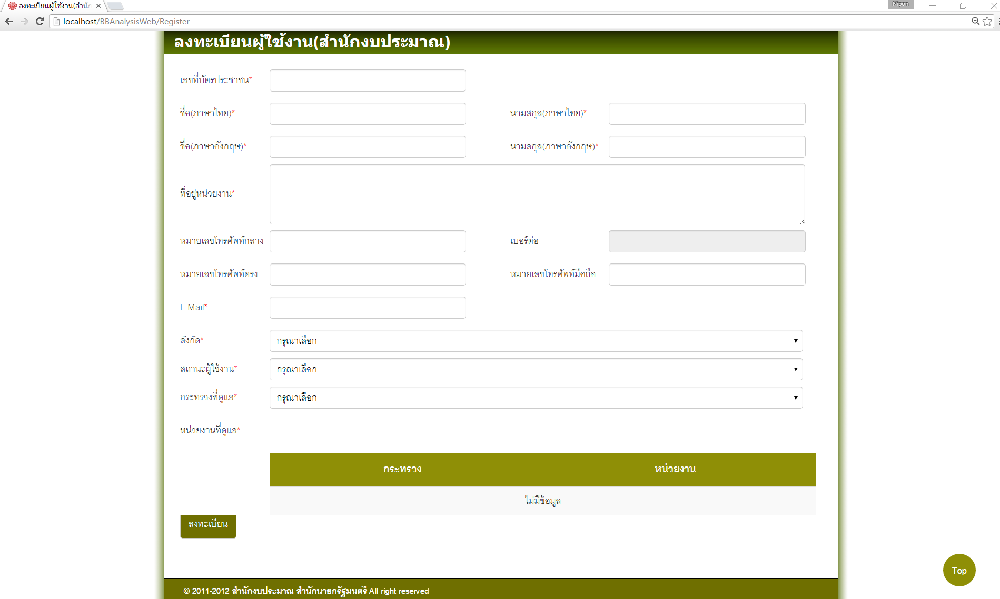 ลงทะเบียนผู้ใช้งาน(สำนัก
Nipon
localhost/BBAnalysisWeb/Register
ลงทะเบียนผู้ใช้งาน(สำนักงบประมาณ)
เลขที่บัตรประชาชน*
ชื่อ(ภาษาไทย)* นามสกุล(ภาษาไทย)*
ชื่อ(ภาษาอังกฤษ)* นามสกุล(ภาษาอังกฤษ)*
ที่อยู่หน่วยงาน*
หมายเลขโทรศัพท์กลาง เบอร์ต่อ
หมายเลขโทรศัพท์ตรง หมายเลขโทรศัพท์มือถือ
E-Mail*
สังกัด* กรุณาเลือก
สถานะผู้ใช้งาน* กรุณาเลือก
กระทรวงที่ดูแล* กรุณาเลือก
หน่วยงานที่ดูแล*
กระทรวง หน่วยงาน
ไม่มีข้อมูล
ลงทะเบียน
Top
© 2011-2012 สำนักงบประมาณ สำนักนายกรัฐมนตรี All right reserved